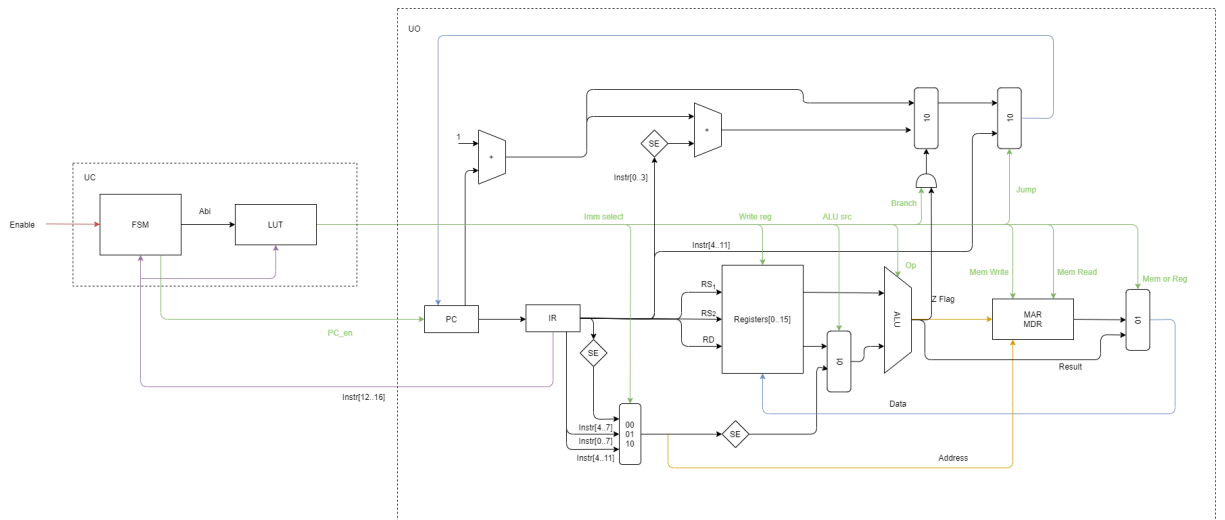 UO
UC
FSM
Abi
LUT
Enable
PC_en
Instr[12..16]
1
+
+
SE
Instr[0..3]
10
10
Branch
Jump
Imm select
Write reg
ALU src
Instr[4..11]
Op
Z Flag
Mem Write
Mem Read
Mem or Reg
PC
IR
RS1
RS2
RD
Registers[0..15]
01
ALU
MAR
MDR
01
Result
Data
SE
Instr[4..7]
Instr[0..7]
Instr[4..11]
00
01
10
SE
Address